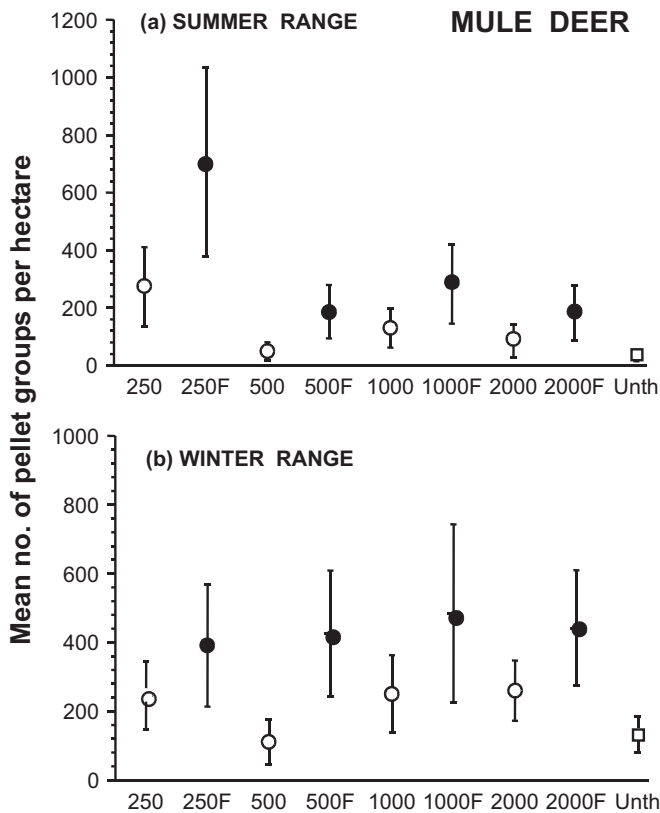 MULE DEER
Mean no. of pellet groups per hectare
(a) SUMMER RANGE
1200
1000
800
600
400
200
0
250 250F 500 500F 1000 1000F 2000 2000F Unth
(b) WINTER RANGE
1000
800
600
400
200
0
250 250F 500 500F 1000 1000F 2000 2000F Unth